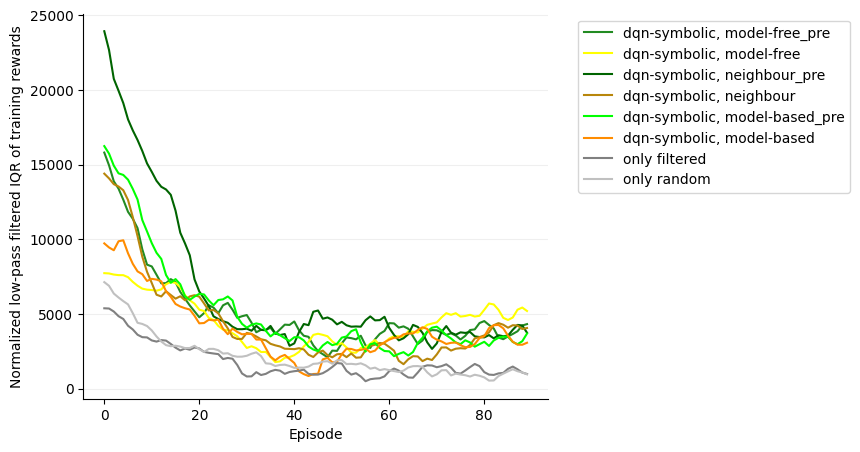 Normalized low-pass filtered IQR of training rewards
25000
20000
15000
10000
5000
0
0 20 40 60 80
Episode
dqn-symbolic, model-free_pre
dqn-symbolic, model-free
dqn-symbolic, neighbour_pre
dqn-symbolic, neighbour
dqn-symbolic, model-based_pre
dqn-symbolic, model-based
only filtered
only random